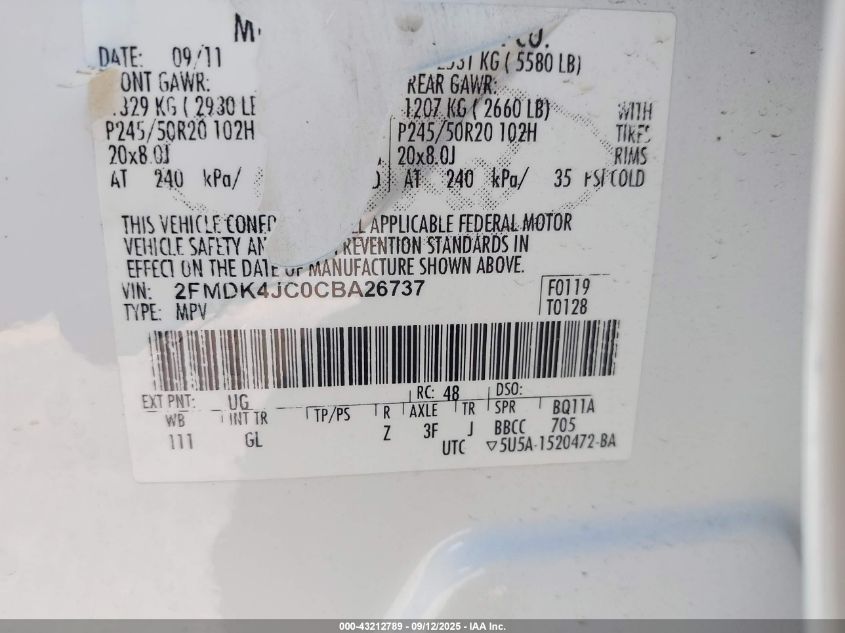 M CO.
DATE: 09/11 31 KG ( 5580 LB)
ONT GAWR: REAR GAWR:
329 KG ( 2930 LB 1207 KG ( 2660 LB) WITH
P245/50R20 102H P245/50R20 102H TIRES
20x8.0J 20x8.0J RIMS
AT 240 kPa/ AT 240 kPa/ 35 PSI COLD
THIS VEHICLE CONF L APPLICABLE FEDERAL MOTOR
VEHICLE SAFETY AN REVENTION STANDARDS IN
EFFECT ON THE DATE OF MANUFACTURE SHOWN ABOVE.
VIN: 2FMDK4JC0CBA26737 F0119
TYPE: MPV T0128
EXT PNT: UG RC: 48 DSO:
WB INT TR TP/PS R AXLE TR SPR BQ11A
111 GL Z 3F J BBCC 705
UTC ▽5U5A-1520472-BA
000-43212789 - 09/12/2025 - IAA Inc.